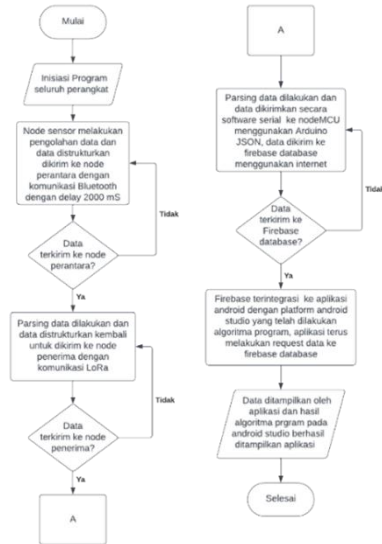 Mulai
Inisiasi Program
seluruh perangkat
Node sensor melakukan
pengolahan data dan
data distrukturkan
dikirim ke node
perantara dengan
komunikasi Bluetooth
dengan delay 2000 mS
Tidak
Data
terkirim ke node
perantara?
Ya
Parsing data dilakukan dan
data distrukturkan kembali
untuk dikirim ke node
penerima dengan
komunikasi LoRa
Tidak
Data
terkirim ke node
penerima?
Ya
A
A
Parsing data dilakukan dan
data dikirimkan secara
software serial ke nodeMCU
menggunakan Arduino
JSON, data dikirim ke
firebase database
menggunakan internet
Tidak
Data
terkirim ke
Firebase
database?
Ya
Firebase terintegrasi ke aplikasi
android dengan platform android
studio yang telah dilakukan
algoritma program, aplikasi terus
melakukan request data ke
firebase database
Data ditampilkan oleh
aplikasi dan hasil
algoritma prgram pada
android studio berhasil
ditampilkan aplikasi
Selesai